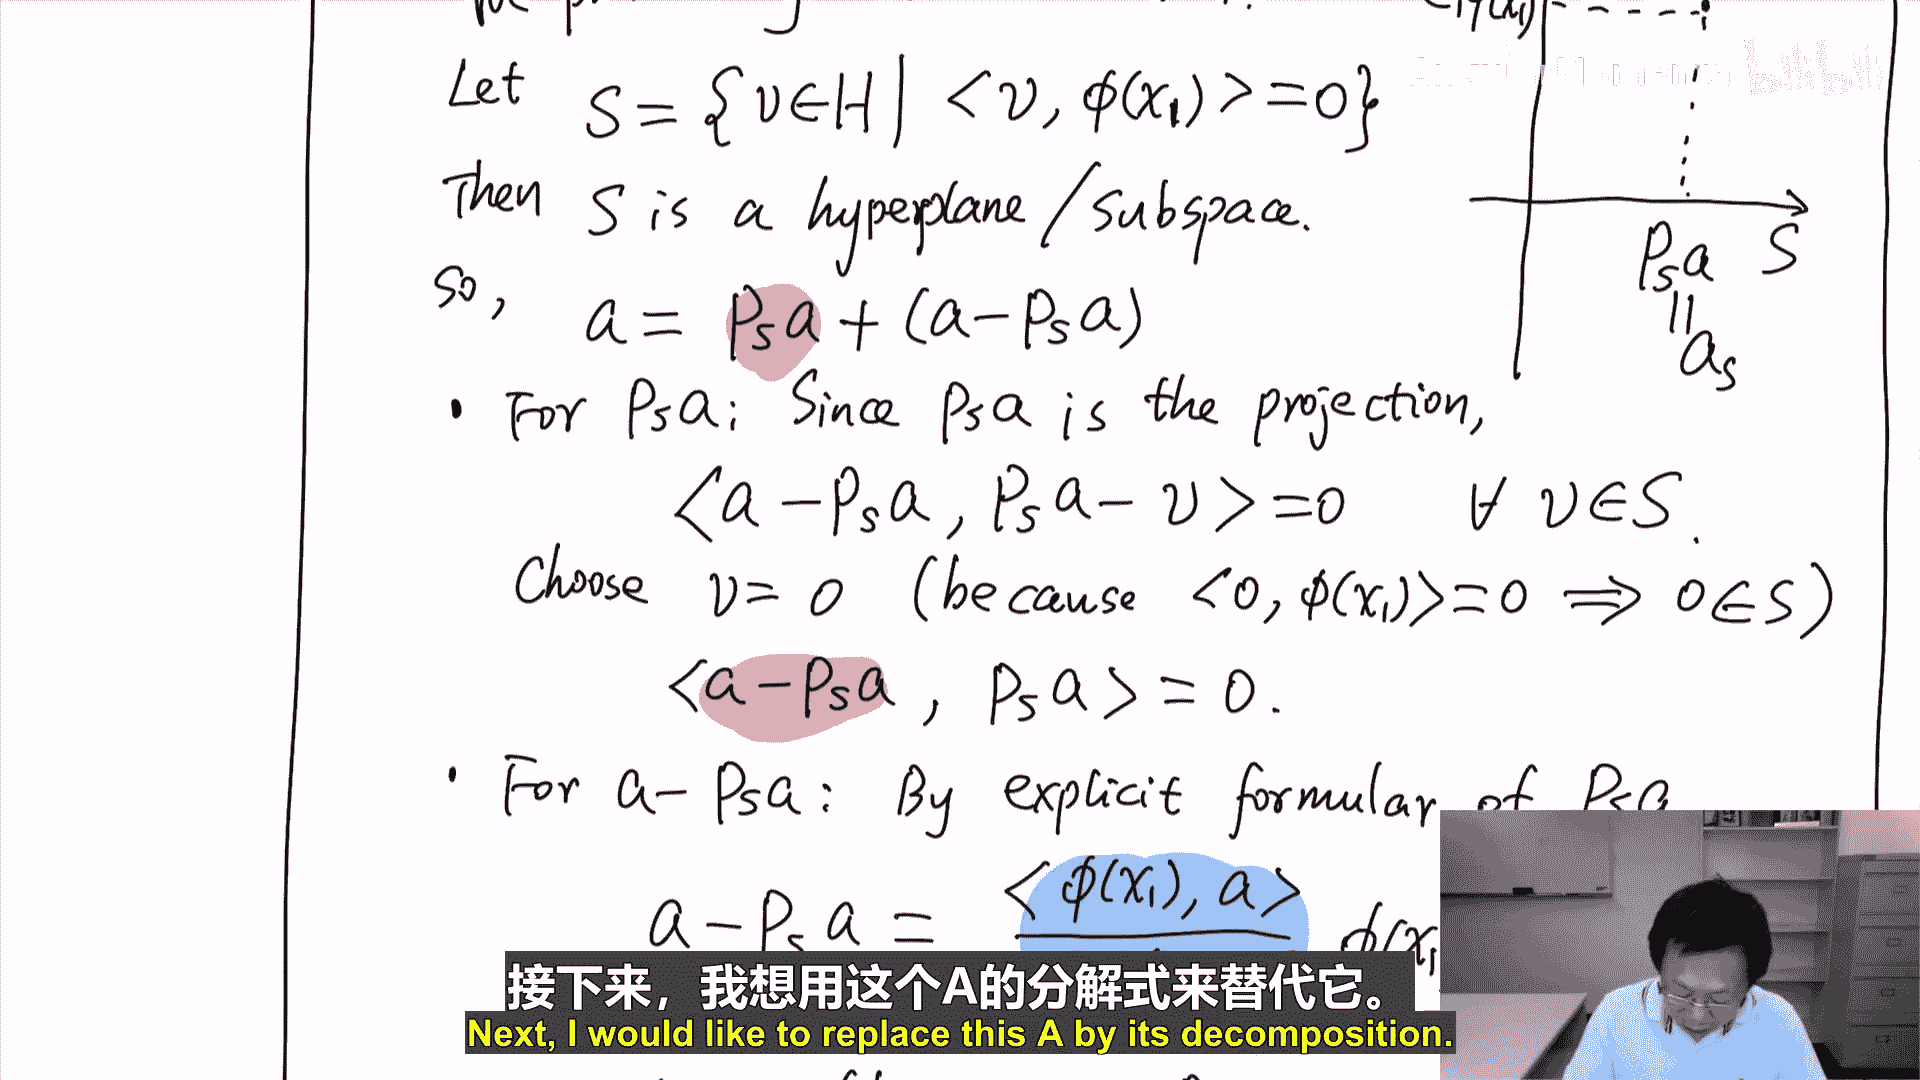 Let S = {v∈H | <v, φ(x₁)> = 0}
Then S is a hyperplane / subspace.
So, a = Psa + (a - Psa)
Psa S
||
as
• For Psa: Since Psa is the projection,
<a - Psa, Psa - v> = 0 ∀ v∈S.
Choose v = 0 (because <0, φ(x₁)> = 0 ⇒ 0∈S)
<a - Psa, Psa> = 0.
• For a - Psa: By explicit formular of Psa
a - Psa = <φ(x₁), a> φ(x₁
接下来，我想用这个A的分解式来替代它。
Next, I would like to replace this A by its decomposition.